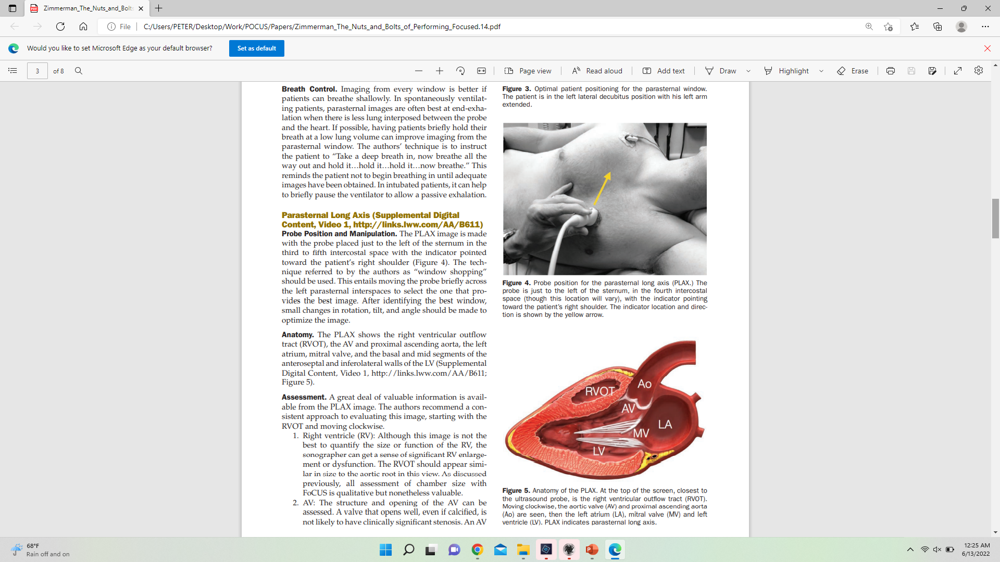 Zimmerman_The_Nuts_and_Bolts
File
C:/Users/PETER/Desktop/Work/POCUS/Papers/Zimmerman_The_Nuts_and_Bolts_of_Performing_Focused.14.pdf
Would you like to set Microsoft Edge as your default browser?
Set as default
3
of 8
Page view
Read aloud
Add text
Draw
Highlight
Erase
Breath Control. Imaging from every window is better if
patients can breathe shallowly. In spontaneously ventilat-
ing patients, parasternal images are often best at end-exha-
lation when there is less lung interposed between the probe
and the heart. If possible, having patients briefly hold their
breath at a low lung volume can improve imaging from the
parasternal window. The authors’ technique is to instruct
the patient to “Take a deep breath in, now breathe all the
way out and hold it…hold it…hold it…now breathe.” This
reminds the patient not to begin breathing in until adequate
images have been obtained. In intubated patients, it can help
to briefly pause the ventilator to allow a passive exhalation.
Parasternal Long Axis (Supplemental Digital
Content, Video 1, http://links.lww.com/AA/B611)
Probe Position and Manipulation. The PLAX image is made
with the probe placed just to the left of the sternum in the
third to fifth intercostal space with the indicator pointed
toward the patient’s right shoulder (Figure 4). The tech-
nique referred to by the authors as “window shopping”
should be used. This entails moving the probe briefly across
the left parasternal interspaces to select the one that pro-
vides the best image. After identifying the best window,
small changes in rotation, tilt, and angle should be made to
optimize the image.
Anatomy. The PLAX shows the right ventricular outflow
tract (RVOT), the AV and proximal ascending aorta, the left
atrium, mitral valve, and the basal and mid segments of the
anteroseptal and inferolateral walls of the LV (Supplemental
Digital Content, Video 1, http://links.lww.com/AA/B611;
Figure 5).
Assessment. A great deal of valuable information is avail-
able from the PLAX image. The authors recommend a con-
sistent approach to evaluating this image, starting with the
RVOT and moving clockwise.
1. Right ventricle (RV): Although this image is not the
best to quantify the size or function of the RV, the
sonographer can get a sense of significant RV enlarge-
ment or dysfunction. The RVOT should appear simi-
lar in size to the aortic root in this view. As discussed
previously, all assessment of chamber size with
FoCUS is qualitative but nonetheless valuable.
2. AV: The structure and opening of the AV can be
assessed. A valve that opens well, even if calcified, is
not likely to have clinically significant stenosis. An AV
Figure 3. Optimal patient positioning for the parasternal window.
The patient is in the left lateral decubitus position with his left arm
extended.
Figure 4. Probe position for the parasternal long axis (PLAX.) The
probe is just to the left of the sternum, in the fourth intercostal
space (though this location will vary), with the indicator pointing
toward the patient’s right shoulder. The indicator location and direc-
tion is shown by the yellow arrow.
RVOT
Ao
AV
LA
MV
LV
Figure 5. Anatomy of the PLAX. At the top of the screen, closest to
the ultrasound probe, is the right ventricular outflow tract (RVOT).
Moving clockwise, the aortic valve (AV) and proximal ascending aorta
(Ao) are seen, then the left atrium (LA), mitral valve (MV) and left
ventricle (LV). PLAX indicates parasternal long axis.
68°F
Rain off and on
12:25 AM
6/13/2022